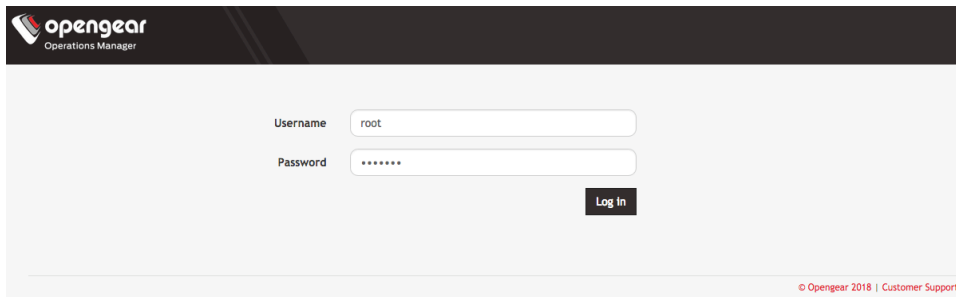 opengear
Operations Manager
Username root
Password •••••••
Log in
© Opengear 2018 | Customer Support